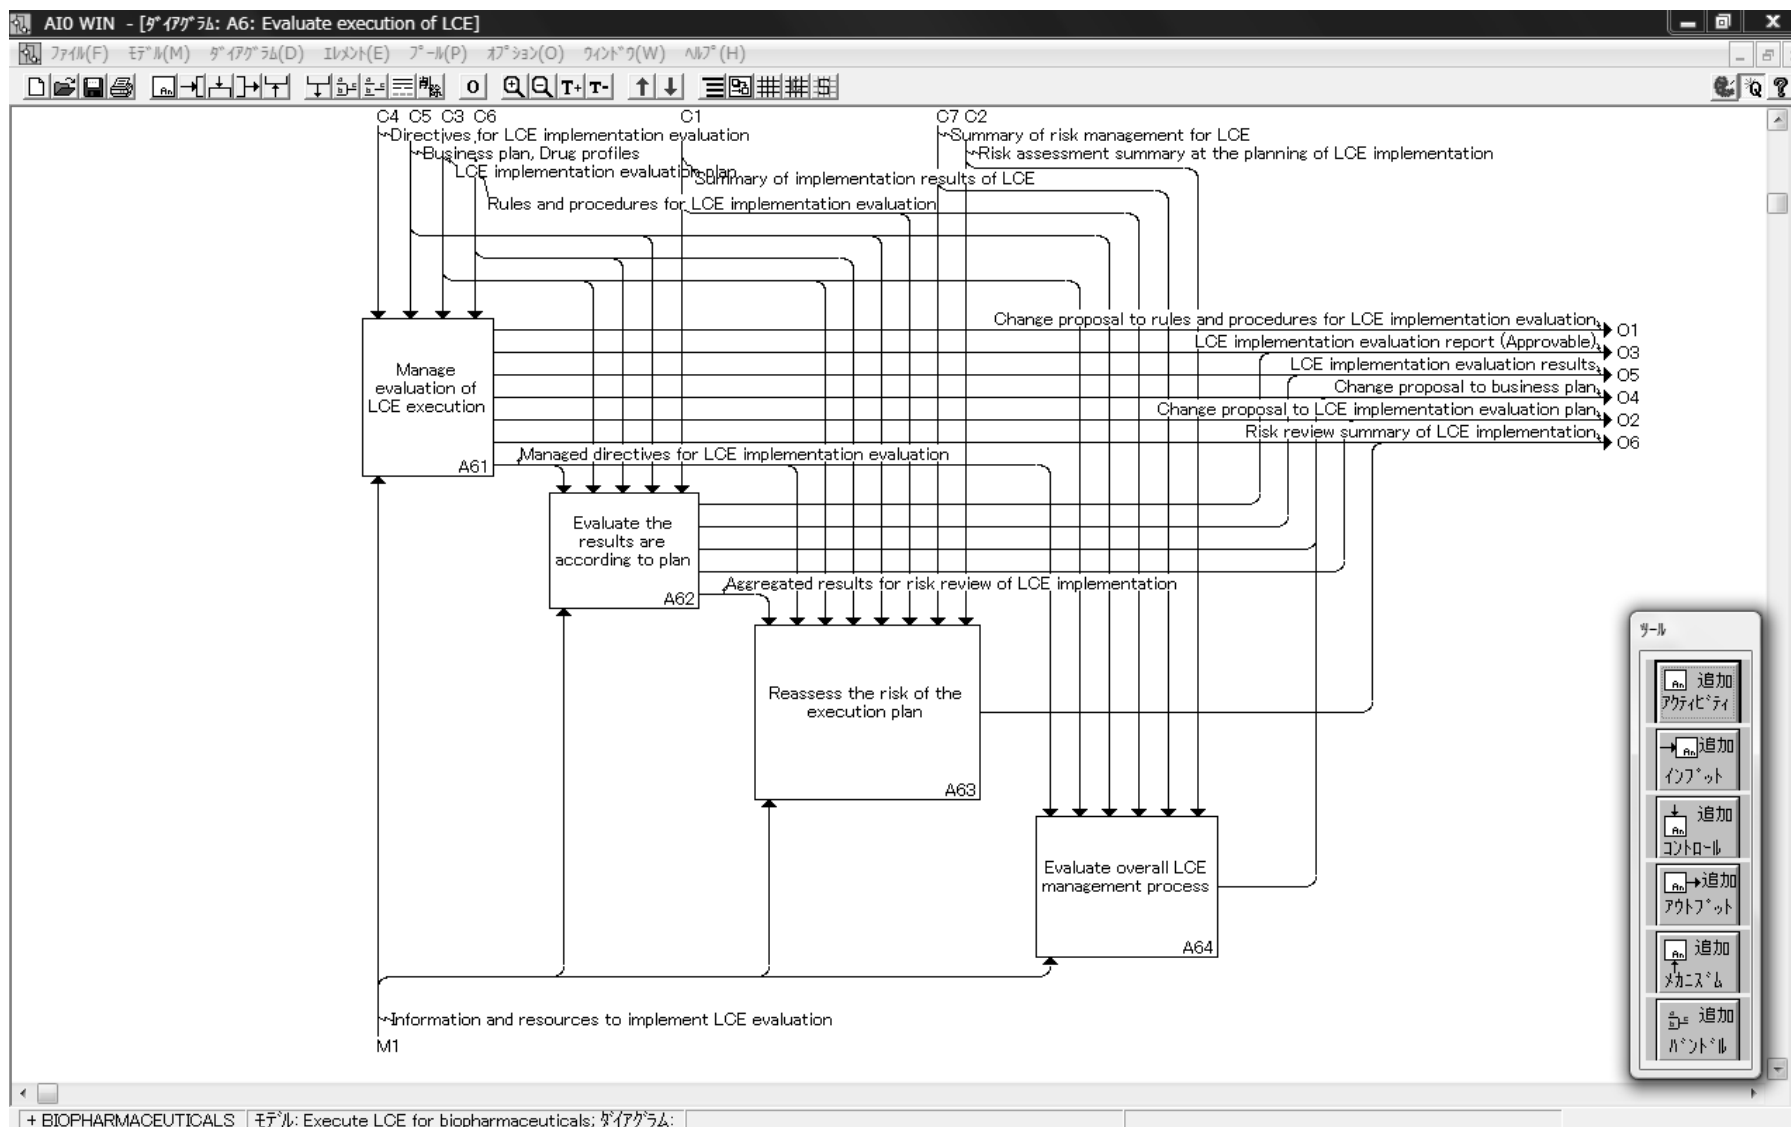 AI0 WIN - [ﾀﾞｲｱｸﾞﾗﾑ: A6: Evaluate execution of LCE]
ﾌｧｲﾙ(F) ﾓﾃﾞﾙ(M) ﾀﾞｲｱｸﾞﾗﾑ(D) ｴﾚﾒﾝﾄ(E) ﾌﾟｰﾙ(P) ｵﾌﾟｼｮﾝ(O) ｳｨﾝﾄﾞｳ(W) ﾍﾙﾌﾟ(H)
削除 O T+ T- Q ?
C4 C5 C3 C6 C1 C7 C2
Directives for LCE implementation evaluation
Summary of risk management for LCE
Business plan, Drug profiles
Risk assessment summary at the planning of LCE implementation
LCE implementation evaluation plan
Summary of implementation results of LCE
Rules and procedures for LCE implementation evaluation
Change proposal to rules and procedures for LCE implementation evaluation
O1
LCE implementation evaluation report (Approvable)
O3
LCE implementation evaluation results
O5
Change proposal to business plan
O4
Change proposal to LCE implementation evaluation plan
O2
Risk review summary of LCE implementation
O6
Manage
evaluation of
LCE execution
A61
Managed directives for LCE implementation evaluation
Evaluate the
results are
according to plan
A62
Aggregated results for risk review of LCE implementation
Reassess the risk of the
execution plan
A63
Evaluate overall LCE
management process
A64
Information and resources to implement LCE evaluation
M1
ﾂｰﾙ
An 追加
ｱｸﾃｨﾋﾞﾃｨ
An 追加
ｲﾝﾌﾟｯﾄ
An 追加
ｺﾝﾄﾛｰﾙ
An 追加
ｱｳﾄﾌﾟｯﾄ
An 追加
ﾒｶﾆｽﾞﾑ
追加
ﾊﾞﾝﾄﾞﾙ
+ BIOPHARMACEUTICALS ﾓﾃﾞﾙ: Execute LCE for biopharmaceuticals; ﾀﾞｲｱｸﾞﾗﾑ: